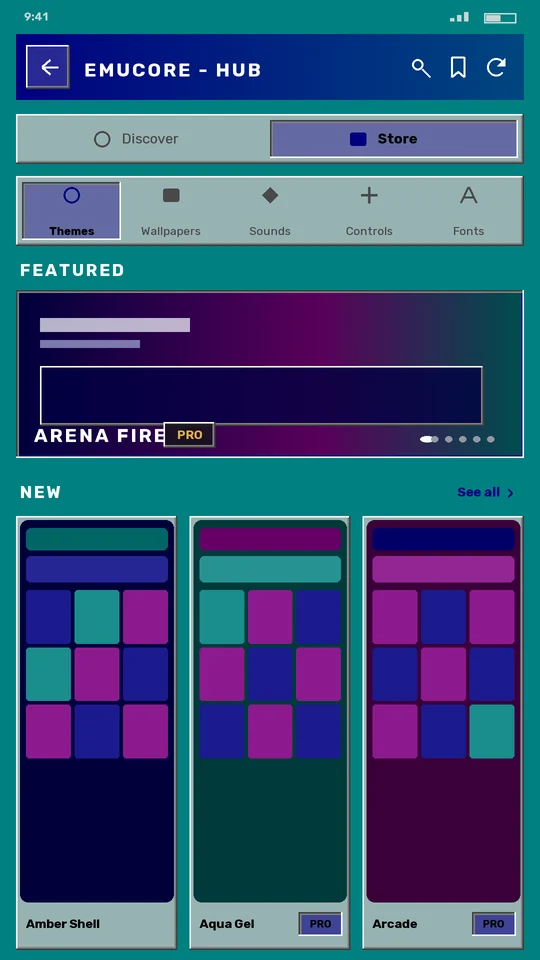 9:41
EMUCORE - HUB
Discover
Store
Themes
Wallpapers
Sounds
Controls
Fonts
FEATURED
ARENA FIRE
PRO
NEW
See all
Amber Shell
Aqua Gel
PRO
Arcade
PRO